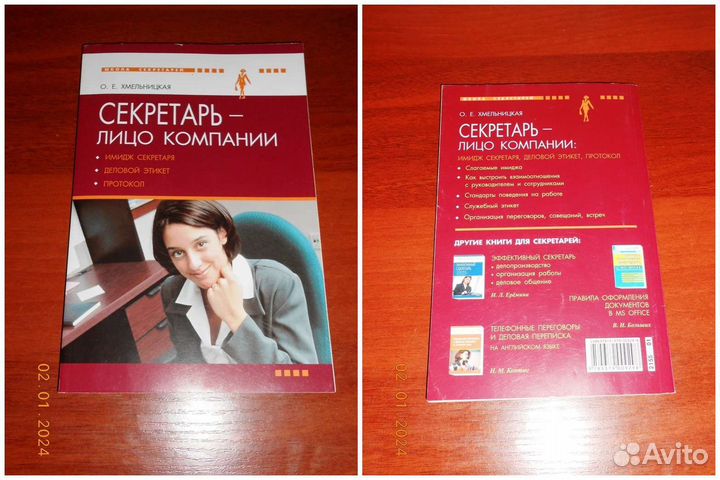 ШКОЛА СЕКРЕТАРЕЙ
О. Е. ХМЕЛЬНИЦКАЯ
СЕКРЕТАРЬ –
ЛИЦО КОМПАНИИ
ИМИДЖ СЕКРЕТАРЯ
ДЕЛОВОЙ ЭТИКЕТ
ПРОТОКОЛ
02.01.2024
ШКОЛА СЕКРЕТАРЕЙ
О. Е. ХМЕЛЬНИЦКАЯ
СЕКРЕТАРЬ –
ЛИЦО КОМПАНИИ:
ИМИДЖ СЕКРЕТАРЯ, ДЕЛОВОЙ ЭТИКЕТ, ПРОТОКОЛ
Слагаемые имиджа
Как выстроить взаимоотношения
с руководителем и сотрудниками
Стандарты поведения на работе
Служебный этикет
Организация переговоров, совещаний, встреч
ДРУГИЕ КНИГИ ДЛЯ СЕКРЕТАРЕЙ:
ЭФФЕКТИВНЫЙ СЕКРЕТАРЬ
делопроизводство
организация работы
деловое общение
И. Л. Ерёмина
ПРАВИЛА ОФОРМЛЕНИЯ
ДОКУМЕНТОВ
В MS OFFICE
ТЕЛЕФОННЫЕ ПЕРЕГОВОРЫ
И ДЕЛОВАЯ ПЕРЕПИСКА
НА АНГЛИЙСКОМ ЯЗЫКЕ
02.01.2024
Avito